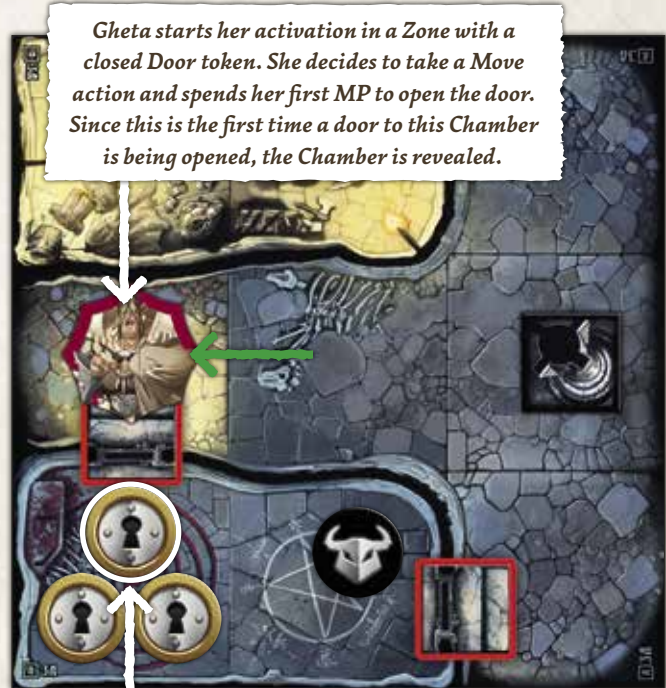 Gheta starts her activation in a Zone with a
closed Door token. She decides to take a Move
action and spends her first MP to open the door.
Since this is the first time a door to this Chamber
is being opened, the Chamber is revealed.